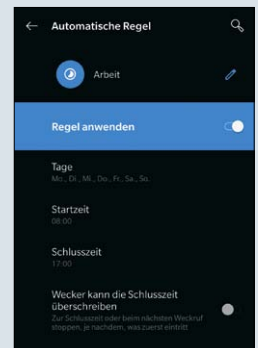 Automatische Regel
Arbeit
Regel anwenden
Tage
Mo., Di., Mi., Do., Fr., Sa., So.
Startzeit
08:00
Schlusszeit
17:00
Wecker kann die Schlusszeit
überschreiben
Zur Schlusszeit oder beim nächsten Weckruf
stoppen, je nachdem, was zuerst eintritt